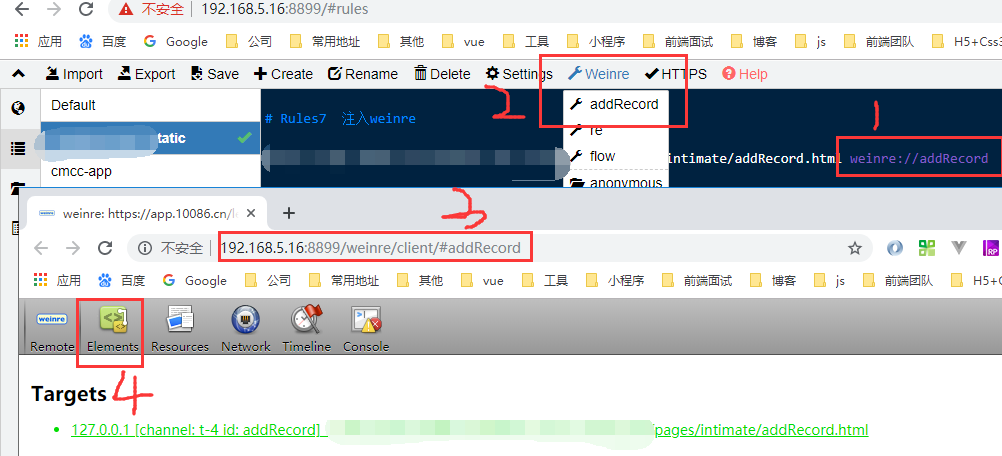 不安全 | 192.168.5.16:8899/#rules
应用 百度 Google 公司 常用地址 其他 vue 工具 小程序 前端面试 博客 js 前端团队 H5+Css3
Import Export Save Create Rename Delete Settings Weinre HTTPS Help
Default
addRecord
1
2
# Rules7 注入weinre
static
re
flow
intimate/addRecord.html weinre://addRecord
cmcc-app
anonymous
3
weinre: https://app.10086.cn/l
不安全 | 192.168.5.16:8899/weinre/client/#addRecord
RP
应用 百度 Google 公司 常用地址 其他 vue 工具 小程序 前端面试 博客 js 前端团队 H5+C
weinre
Remote Elements Resources Network Timeline Console
4
Targets
127.0.0.1 [channel: t-4 id: addRecord] /pages/intimate/addRecord.html